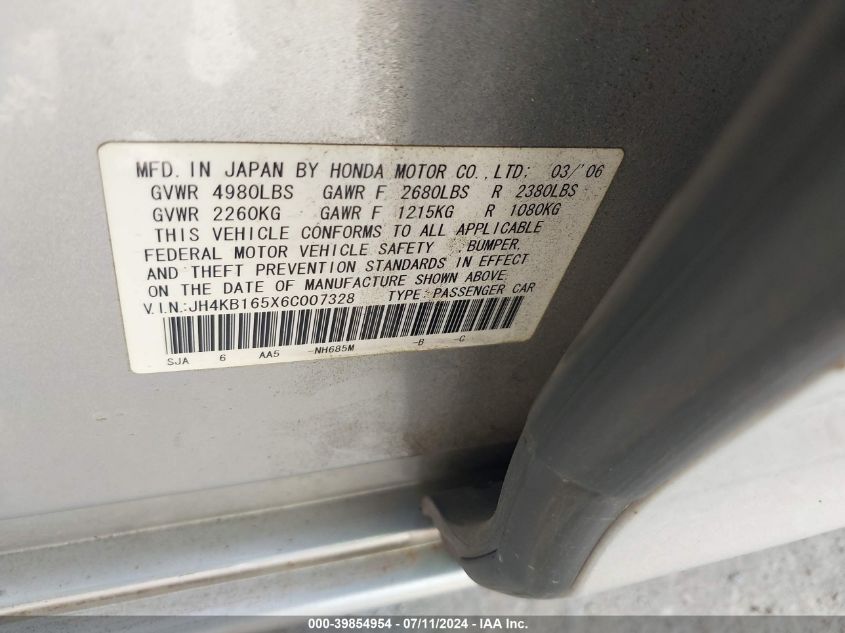 MFD. IN JAPAN BY HONDA MOTOR CO.,LTD; 03/'06
GVWR 4980LBS GAWR F 2680LBS R 2380LBS
GVWR 2260KG GAWR F 1215KG R 1080KG
THIS VEHICLE CONFORMS TO ALL APPLICABLE
FEDERAL MOTOR VEHICLE SAFETY , BUMPER,
AND THEFT PREVENTION STANDARDS IN EFFECT
ON THE DATE OF MANUFACTURE SHOWN ABOVE,
V.I.N.:JH4KB165X6C007328 TYPE:PASSENGER CAR
SJA 6 AA5 -NH685M -B -C
000-39854954 / 07/11/2024 - IAA Inc.